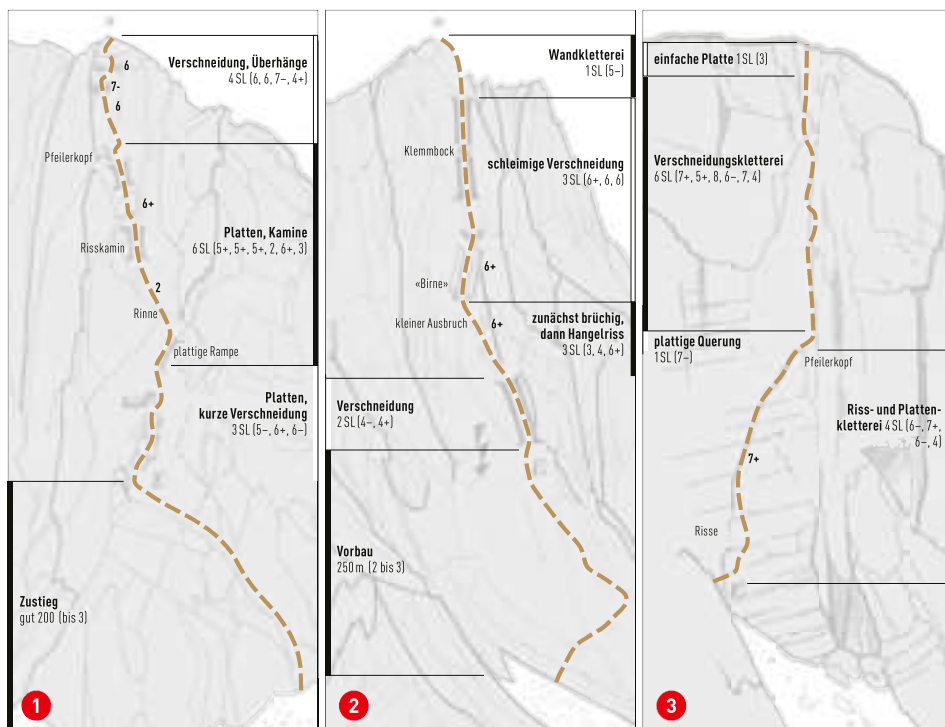 Verschneidung, Überhänge
4 SL (6, 6, 7–, 4+)
6
7-
6
Pfeilerkopf
6+
Platten, Kamine
6 SL (5+, 5+, 5+, 2, 6+, 3)
Risskamin
2
Rinne
plattige Rampe
Platten,
kurze Verschneidung
3 SL (5–, 6+, 6–)
Zustieg
gut 200 (bis 3)
1
Wandkletterei
1 SL (5–)
Klemmbock
schleimige Verschneidung
3 SL (6+, 6, 6)
6+
«Birne»
kleiner Ausbruch
6+
zunächst brüchig,
dann Hangelriss
3 SL (3, 4, 6+)
Verschneidung
2 SL (4–, 4+)
Vorbau
250 m (2 bis 3)
2
einfache Platte 1 SL (3)
Verschneidungskletterei
6 SL (7+, 5+, 8, 6–, 7, 4)
plattige Querung
1 SL (7–)
Pfeilerkopf
Riss- und Platten-
kletterei 4 SL (6–, 7+,
6–, 4)
7+
Risse
3